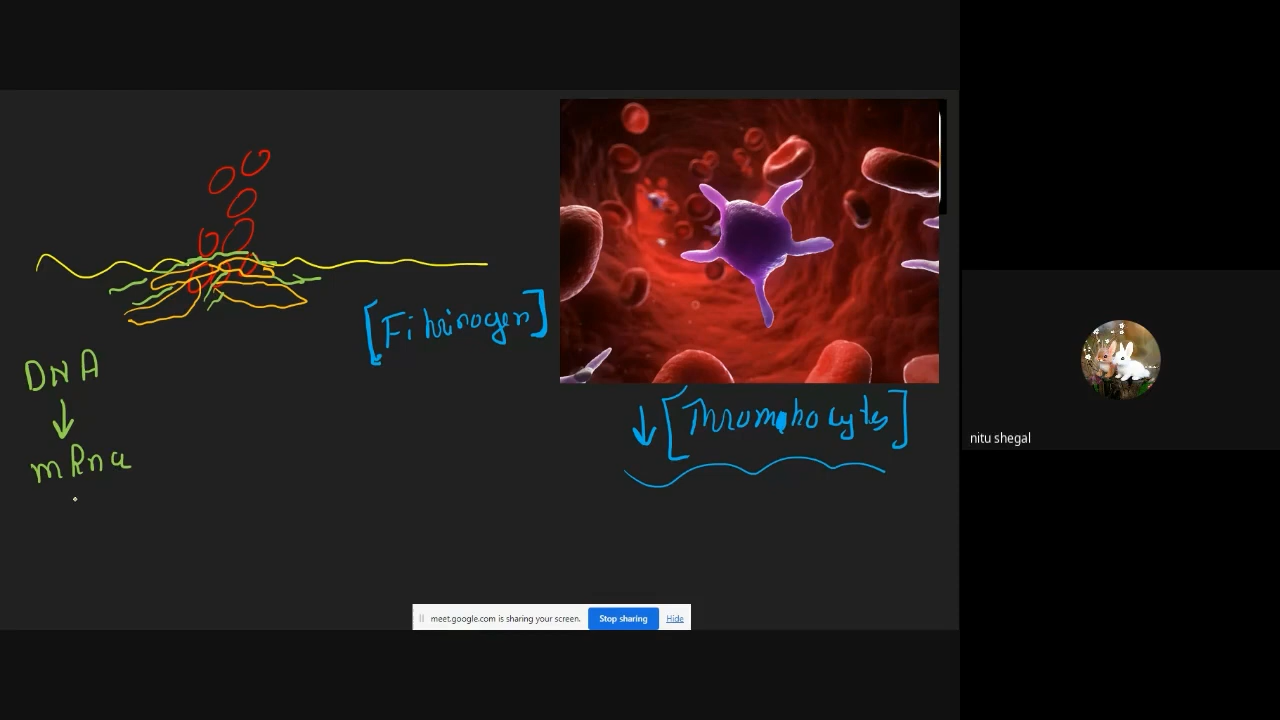 [Fibrinogen]
↓ [Thrombocytes]
DNA
↓
mRna
nitu shegal
meet.google.com is sharing your screen. Stop sharing Hide